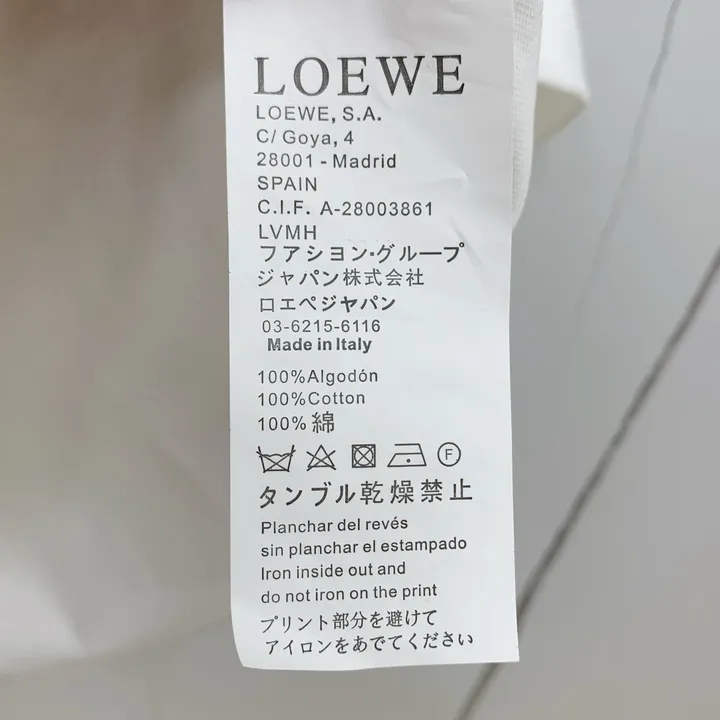 LOEWE
LOEWE, S.A.
C/ Goya, 4
28001 - Madrid
SPAIN
C.I.F. A-28003861
LVMH
フアシヨン・グループ
ジャパン株式会社
ロエベジャパン
03-6215-6116
Made in Italy
100%Algodón
100%Cotton
100%綿
F
タンブル乾燥禁止
Planchar del revés
sin planchar el estampado
Iron inside out and
do not iron on the print
プリント部分を避けて
アイロンをあでてください